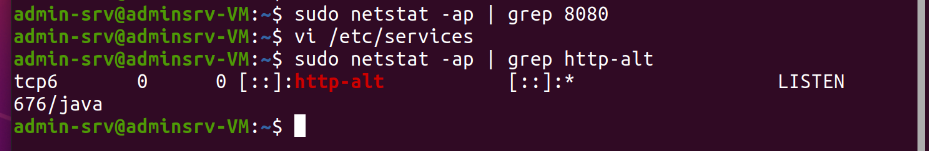 admin-srv@adminsrv-VM:~$ sudo netstat -ap | grep 8080
admin-srv@adminsrv-VM:~$ vi /etc/services
admin-srv@adminsrv-VM:~$ sudo netstat -ap | grep http-alt
tcp6       0      0 [::]:http-alt           [::]:*                  LISTEN
676/java
admin-srv@adminsrv-VM:~$